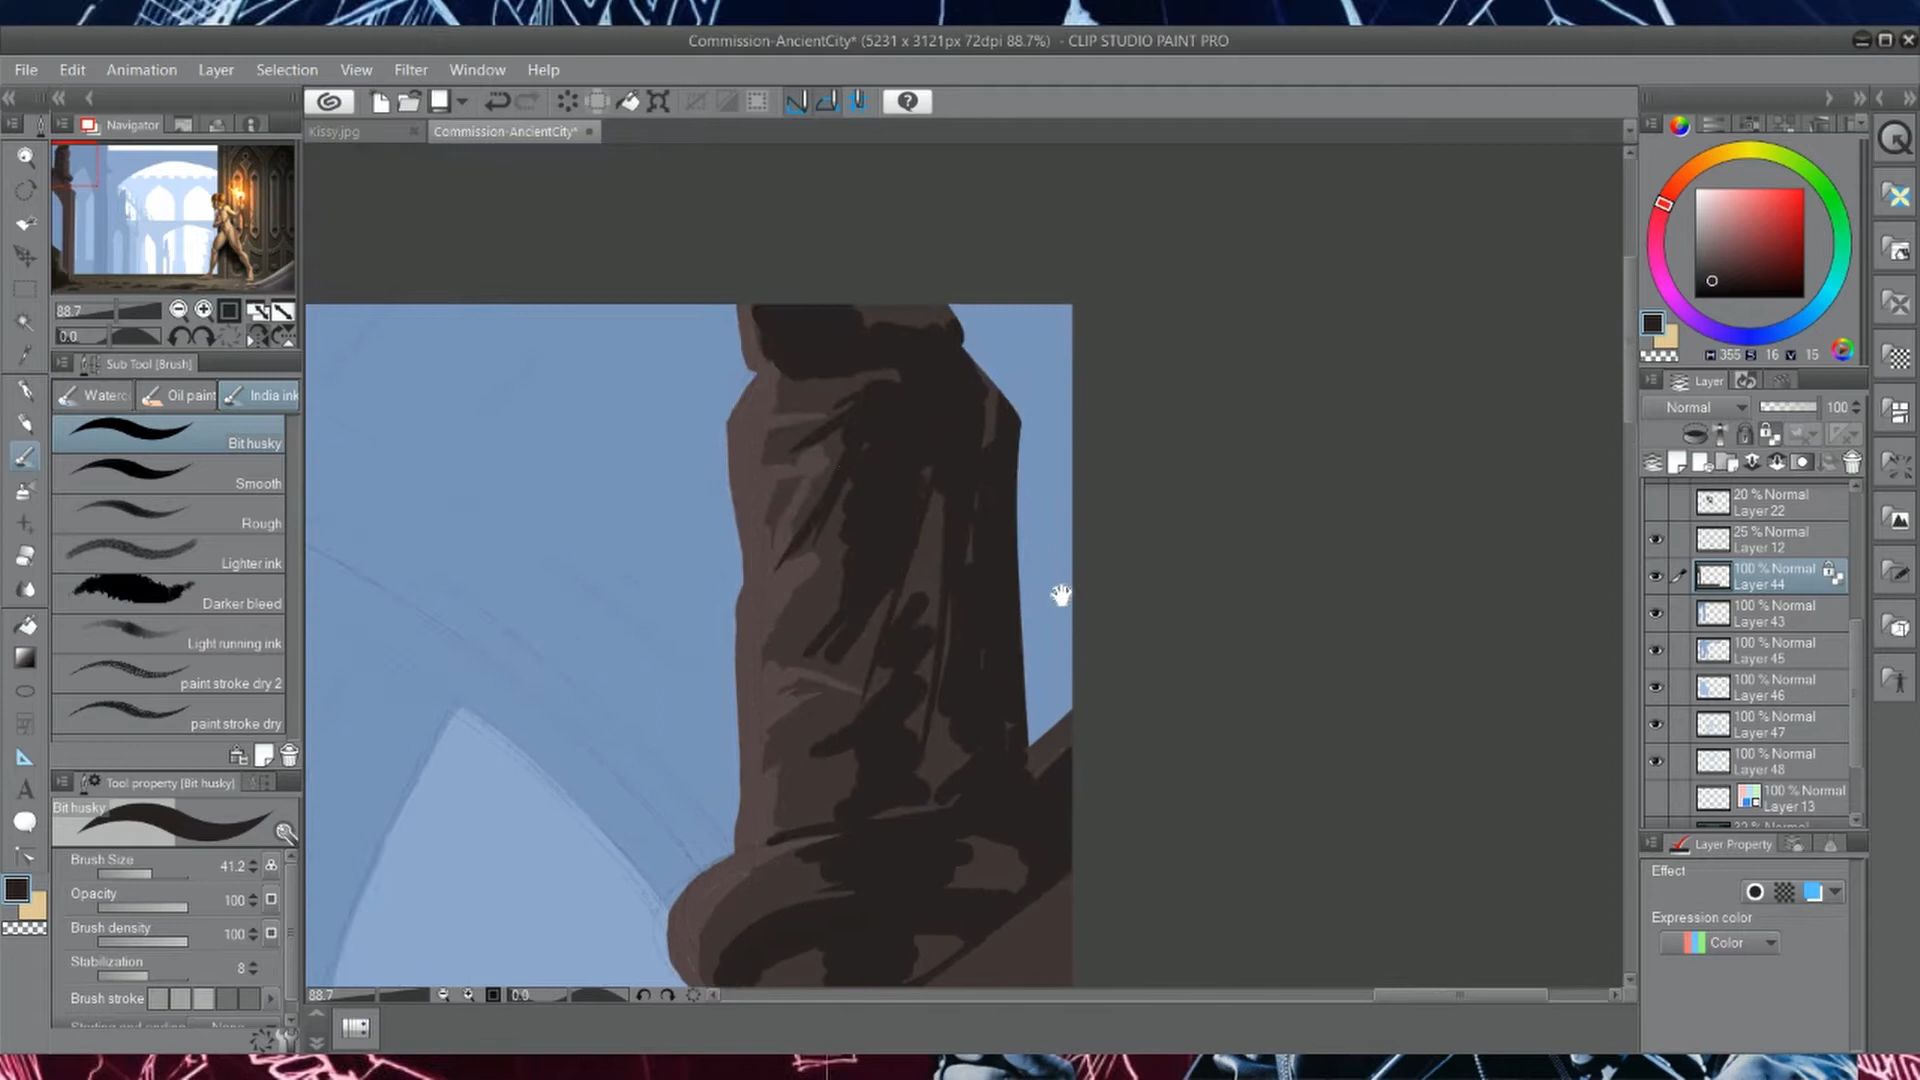 Commission-AncientCity* (5231 x 3121px 72dpi 88.7%) - CLIP STUDIO PAINT PRO
File Edit Animation Layer Selection View Filter Window Help
Navigator
Kissy.jpg
Commission-AncientCity*
88.7
0.0
Sub Tool [Brush]
Waterc
Oil paint
India ink
Bit husky
Smooth
Rough
Lighter ink
Darker bleed
Light running ink
paint stroke dry 2
paint stroke dry
Tool property [Bit husky]
Bit husky
Brush Size 41.2
Opacity 100
Brush density 100
Stabilization 8
Brush stroke
Starting and ending None
88.7
0.0
H 355 S 16 V 15
Layer
Normal 100
20 % Normal
Layer 22
25 % Normal
Layer 12
100 % Normal
Layer 44
100 % Normal
Layer 43
100 % Normal
Layer 45
100 % Normal
Layer 46
100 % Normal
Layer 47
100 % Normal
Layer 48
100 % Normal
Layer 13
Layer Property
Effect
Expression color
Color